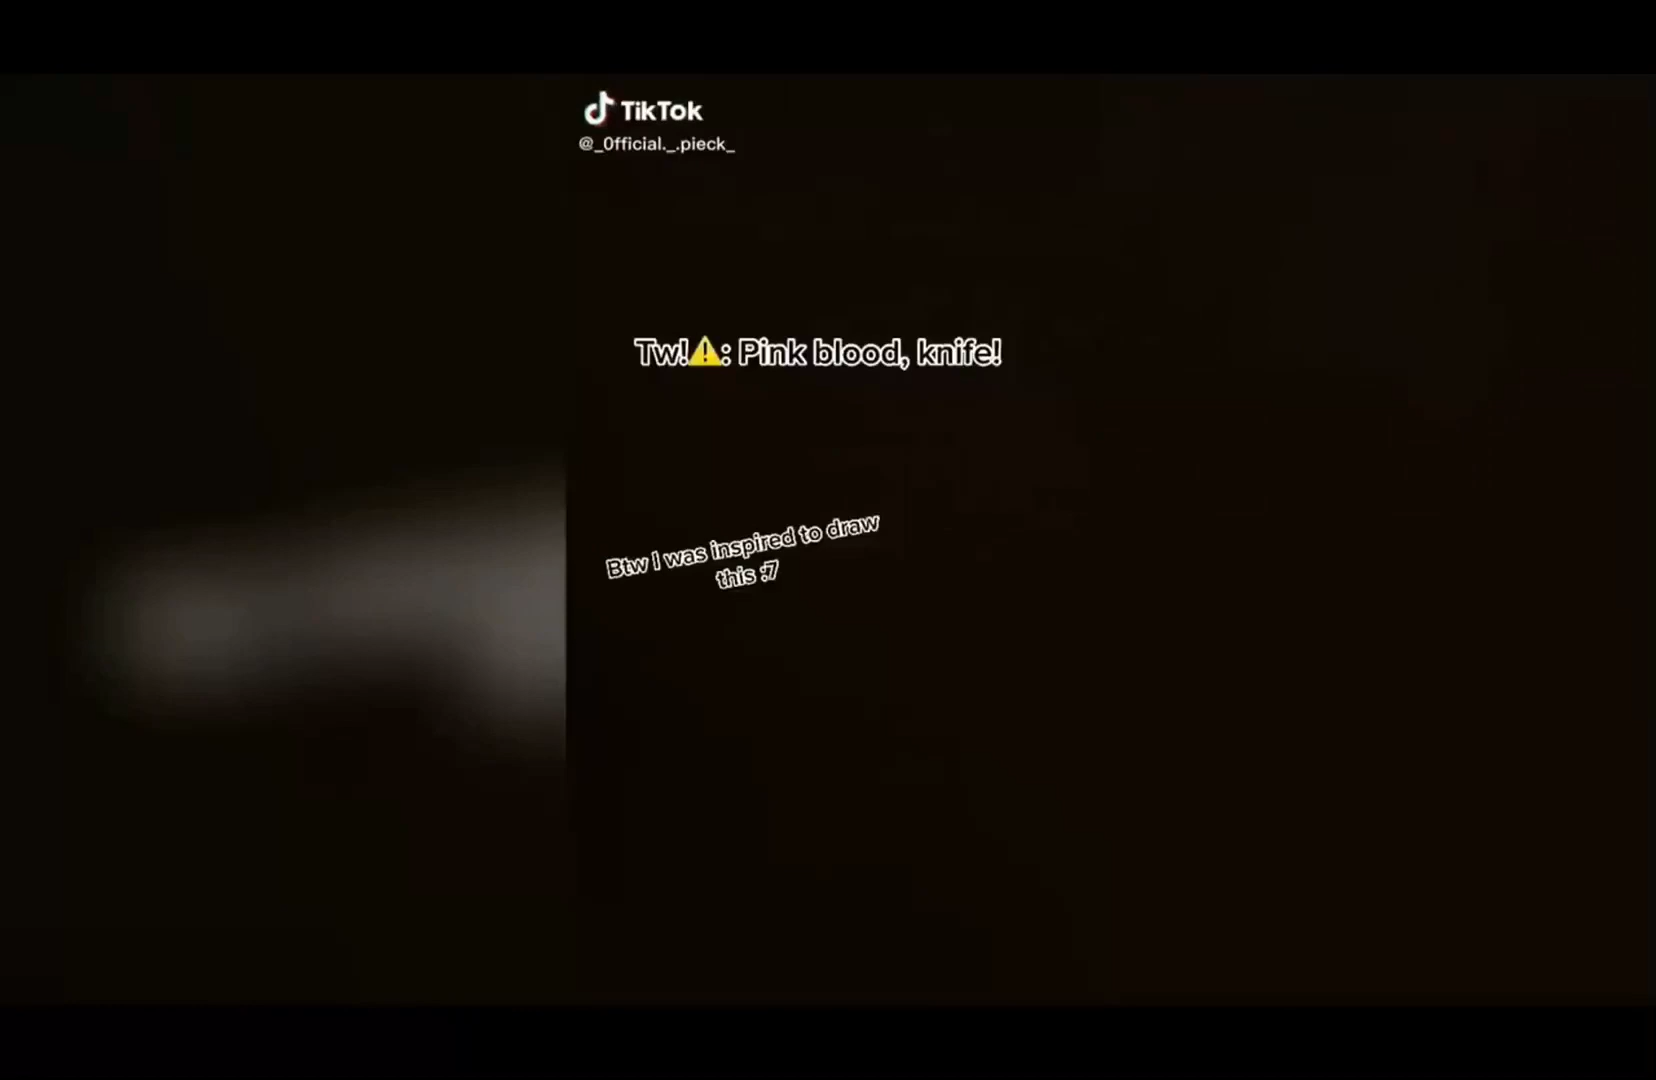 TikTok
@_0fficial._.pieck_
Tw!⚠️: Pink blood, knife!
Btw I was inspired to draw
this :7